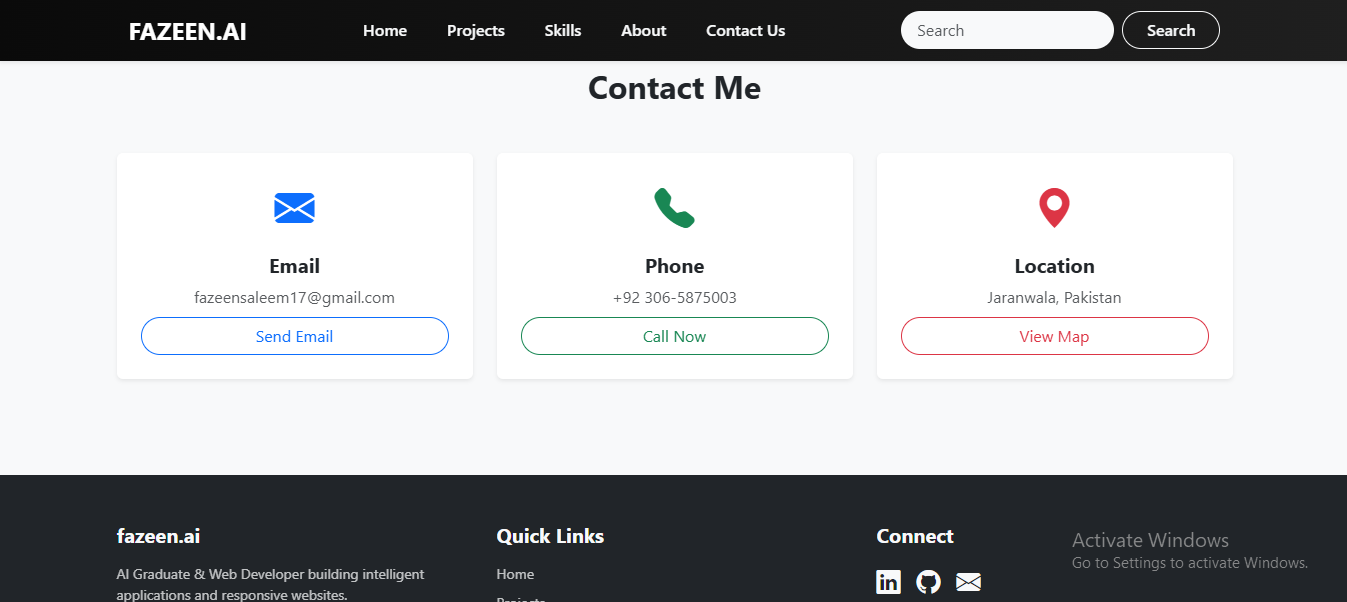 FAZEEN.AI
Home
Projects
Skills
About
Contact Us
Search
Search
Contact Me
Email
fazeensaleem17@gmail.com
Send Email
Phone
+92 306-5875003
Call Now
Location
Jaranwala, Pakistan
View Map
fazeen.ai
AI Graduate & Web Developer building intelligent
applications and responsive websites.
Quick Links
Home
Projects
Connect
in
Activate Windows
Go to Settings to activate Windows.